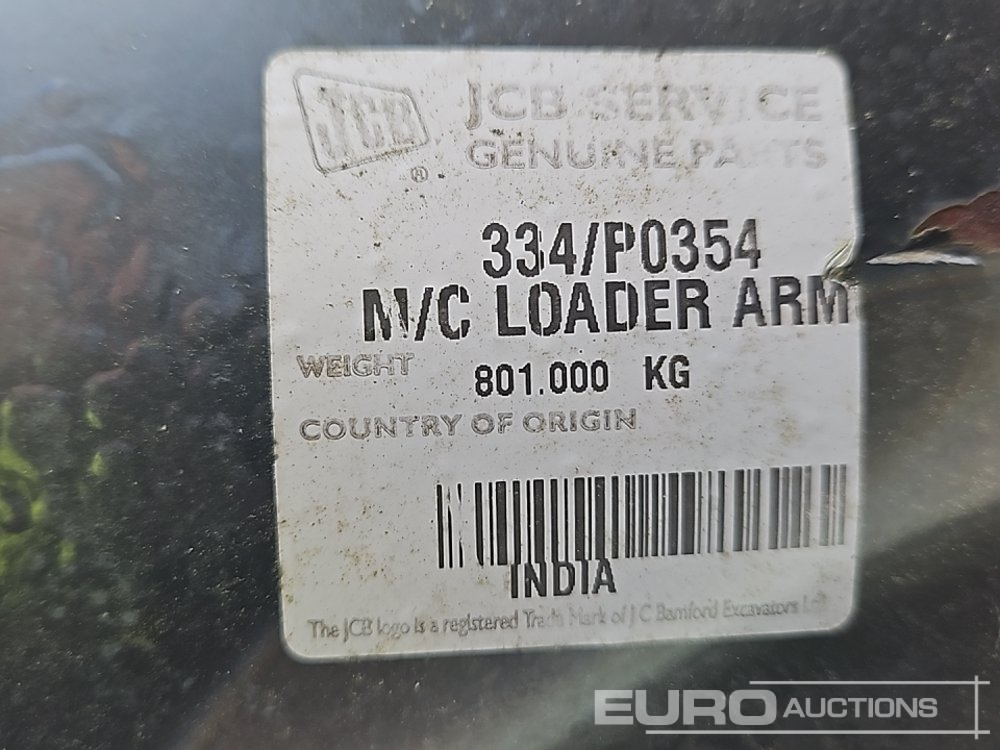 JCB
®
JCB SERVICE
GENUINE PARTS
334/P0354
M/C LOADER ARM
WEIGHT 801.000 KG
COUNTRY OF ORIGIN
INDIA
The JCB logo is a registered Trade Mark of J C Bamford Excavators Ltd
EURO AUCTIONS